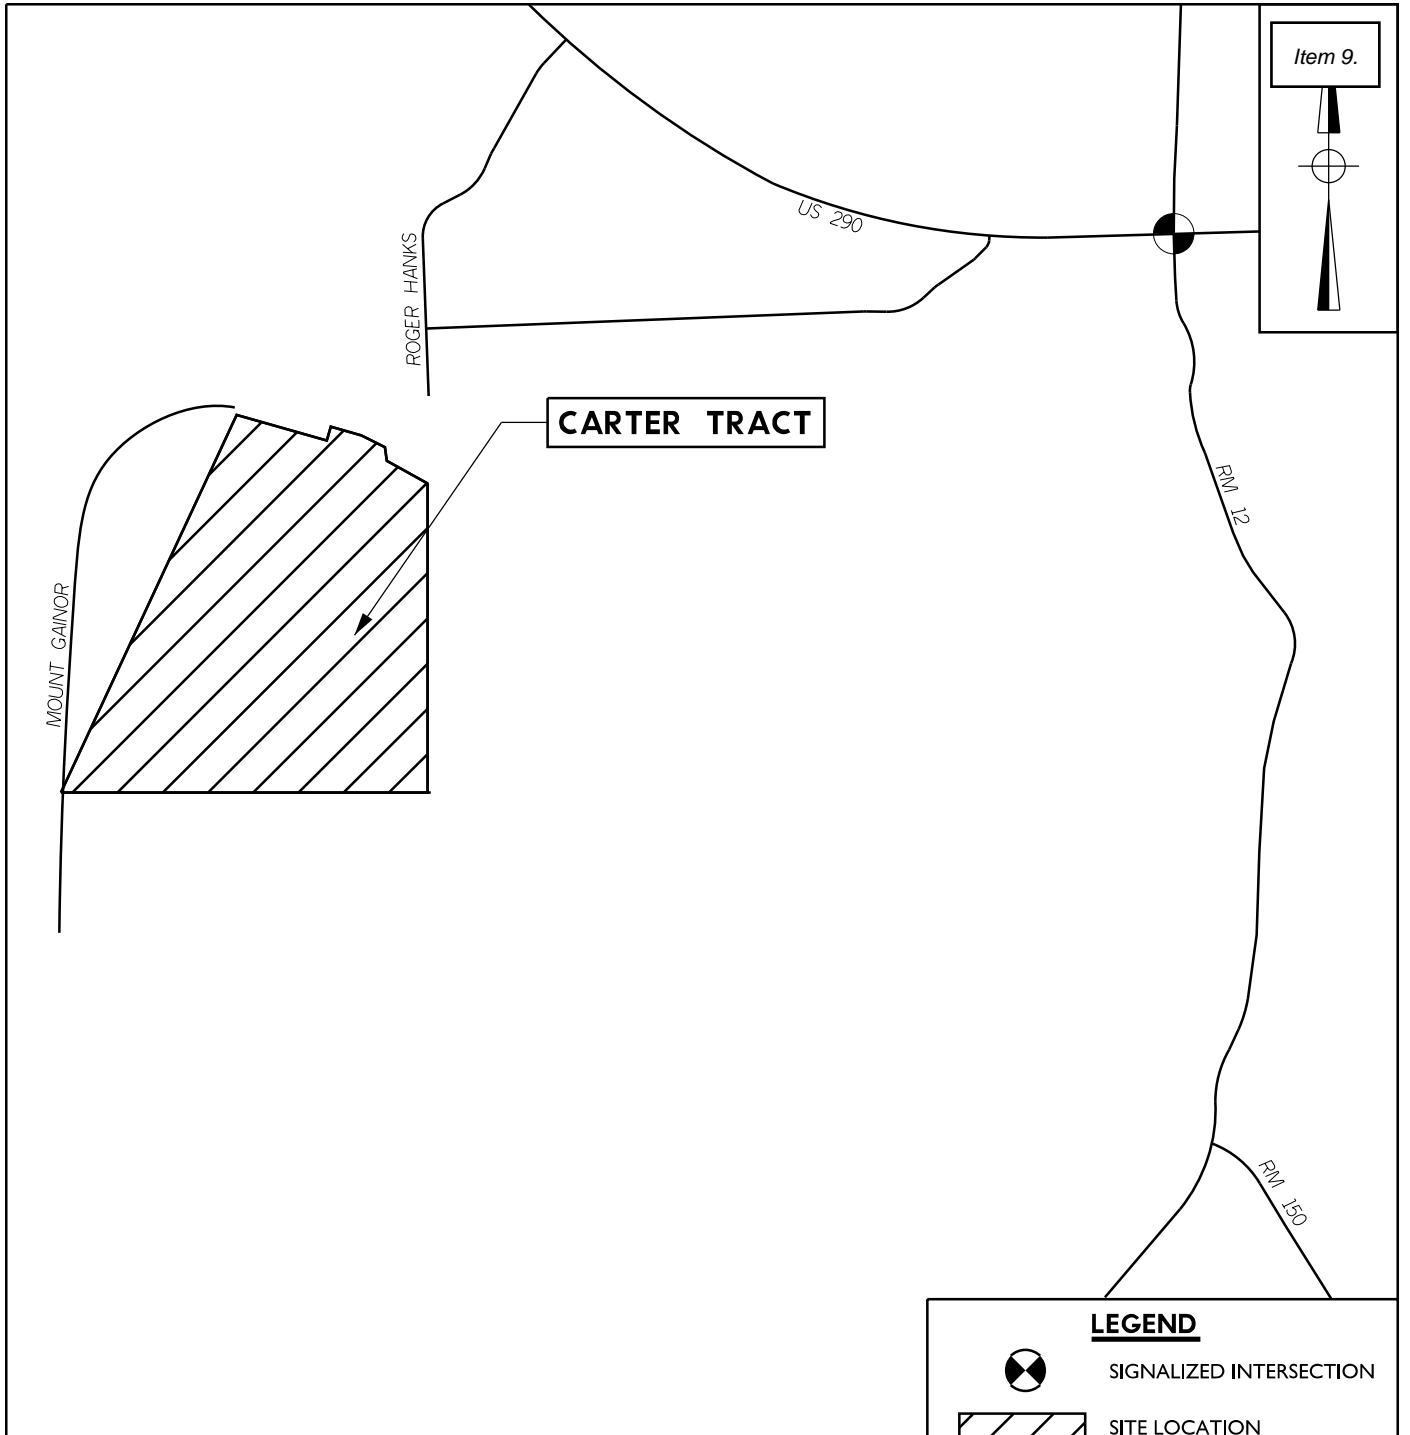 Item 9.
US 290
ROGER HANKS
CARTER TRACT
RM 12
MOUNT GAINOR
RM 150
LEGEND
SIGNALIZED INTERSECTION
SITE LOCATION